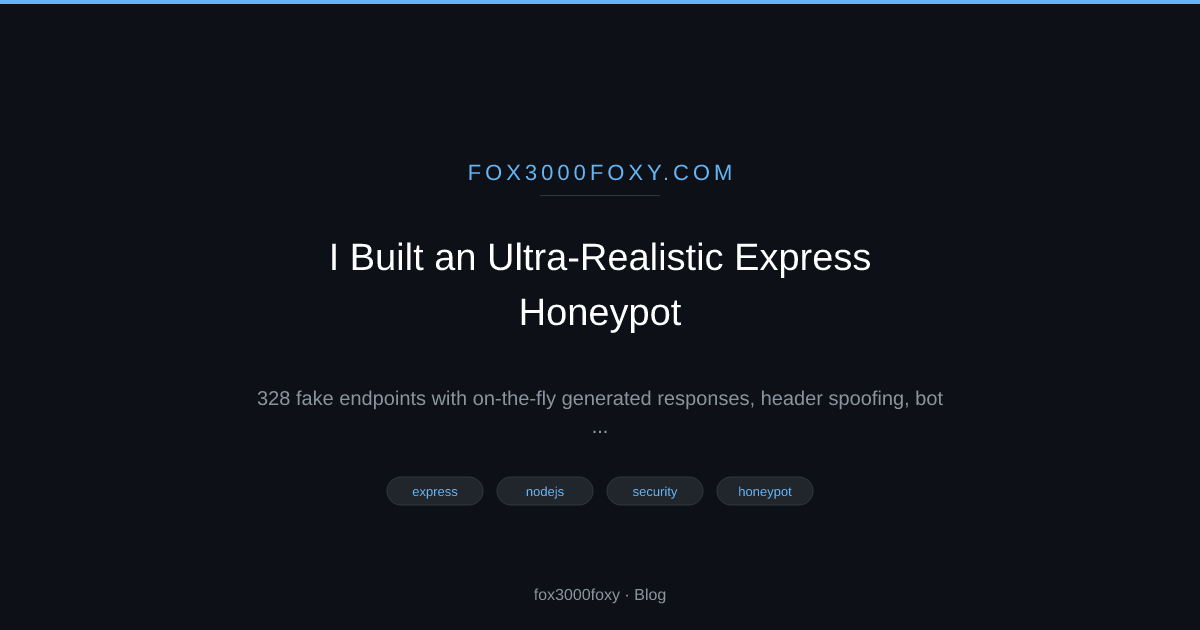 FOX3000FOXY.COM
I Built an Ultra-Realistic Express
Honeypot
328 fake endpoints with on-the-fly generated responses, header spoofing, bot
...
express nodejs security honeypot
fox3000foxy · Blog